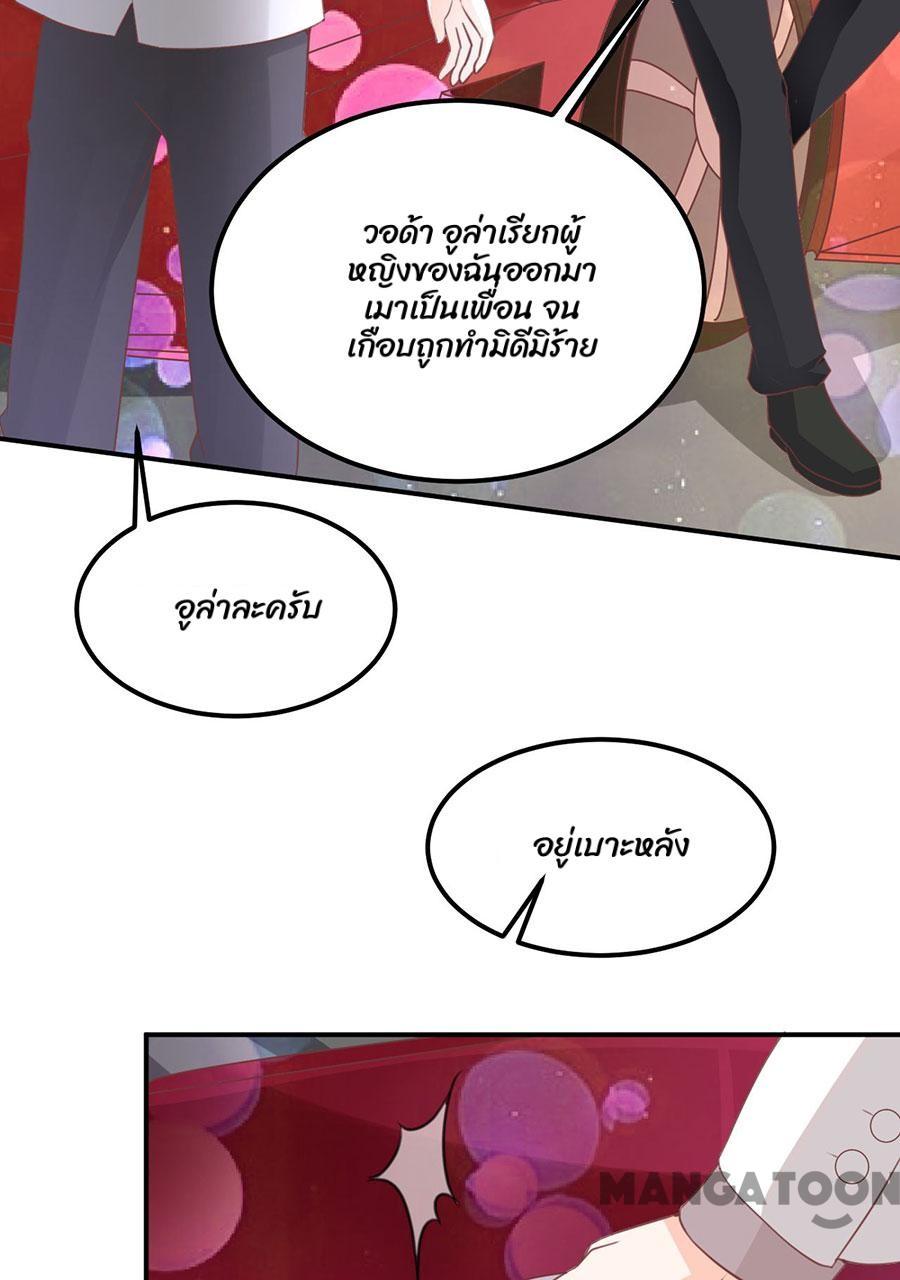 วอด้า อูล่าเรียกผู้
หญิงของฉันออกมา
เมาเป็นเพื่อน จน
เกือบถูกทำมิดีมิร้าย
อูล่าละครับ
อยู่เบาะหลัง
MANGATOON